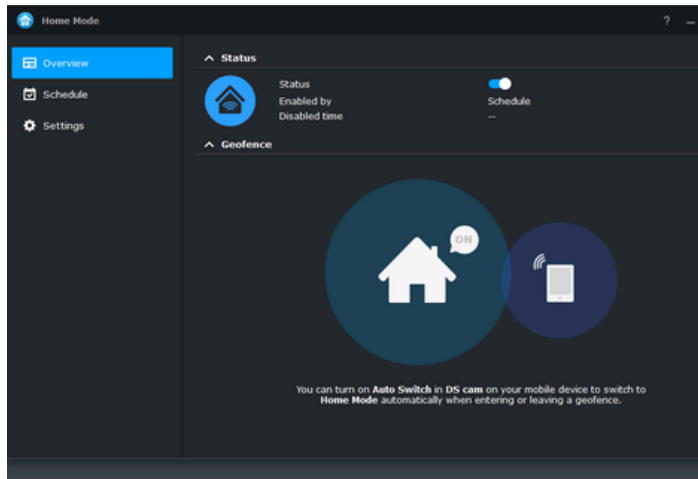 Home Mode
?
Overview
Schedule
Settings
Status
Status
Enabled by Schedule
Disabled time --
Geofence
ON
You can turn on Auto Switch in DS cam on your mobile device to switch to
Home Mode automatically when entering or leaving a geofence.